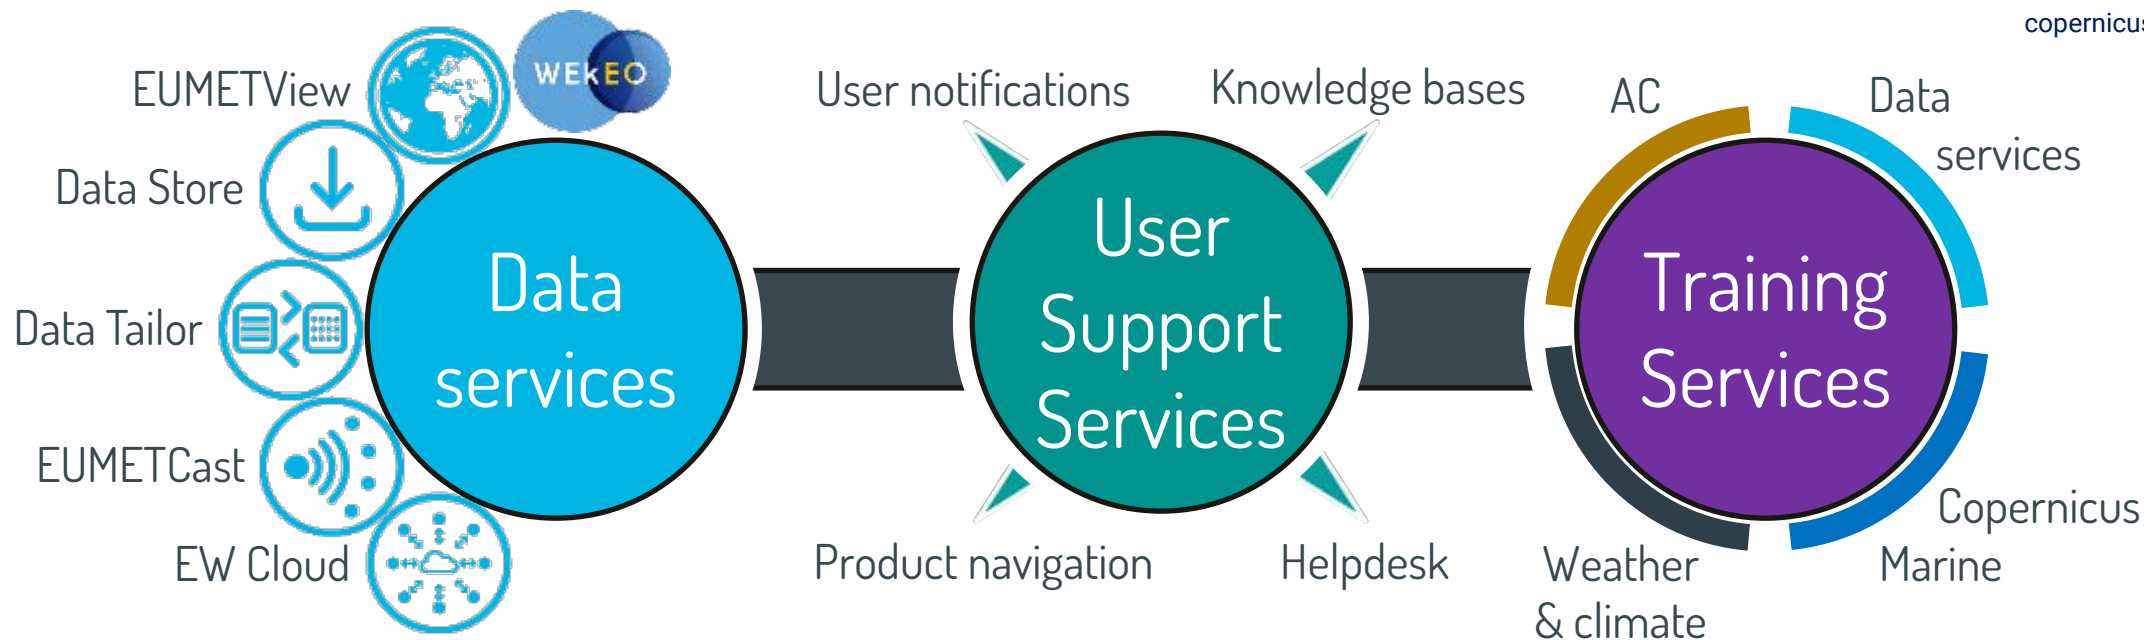 copernicus
EUMETView
WEkEO
Data Store
Data Tailor
EUMETCast
EW Cloud
Data
services
User notifications
Knowledge bases
User
Support
Services
Product navigation
Helpdesk
AC
Data
services
Training
Services
Weather
& climate
Copernicus
Marine